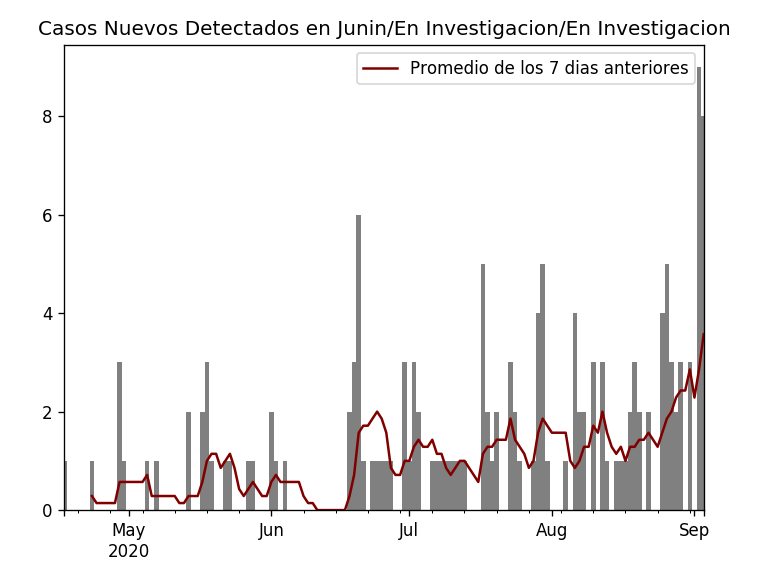 Casos Nuevos Detectados en Junin/En Investigacion/En Investigacion
Promedio de los 7 dias anteriores
8
6
4
2
0
May
2020
Jun
Jul
Aug
Sep